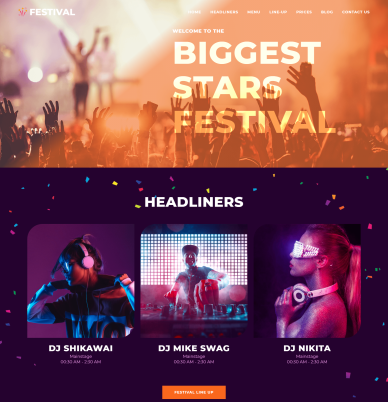 FESTIVAL
HOME HEADLINERS NEWS LINE-UP PRICES BLOG CONTACT US
WELCOME TO THE
BIGGEST
STARS
FESTIVAL
HEADLINERS
DJ SHIKAWAI
Mainstage
00:30 AM - 2:30 AM
DJ MIKE SWAG
Mainstage
00:30 AM - 2:30 AM
DJ NIKITA
Mainstage
00:30 AM - 2:30 AM
FESTIVAL LINE UP